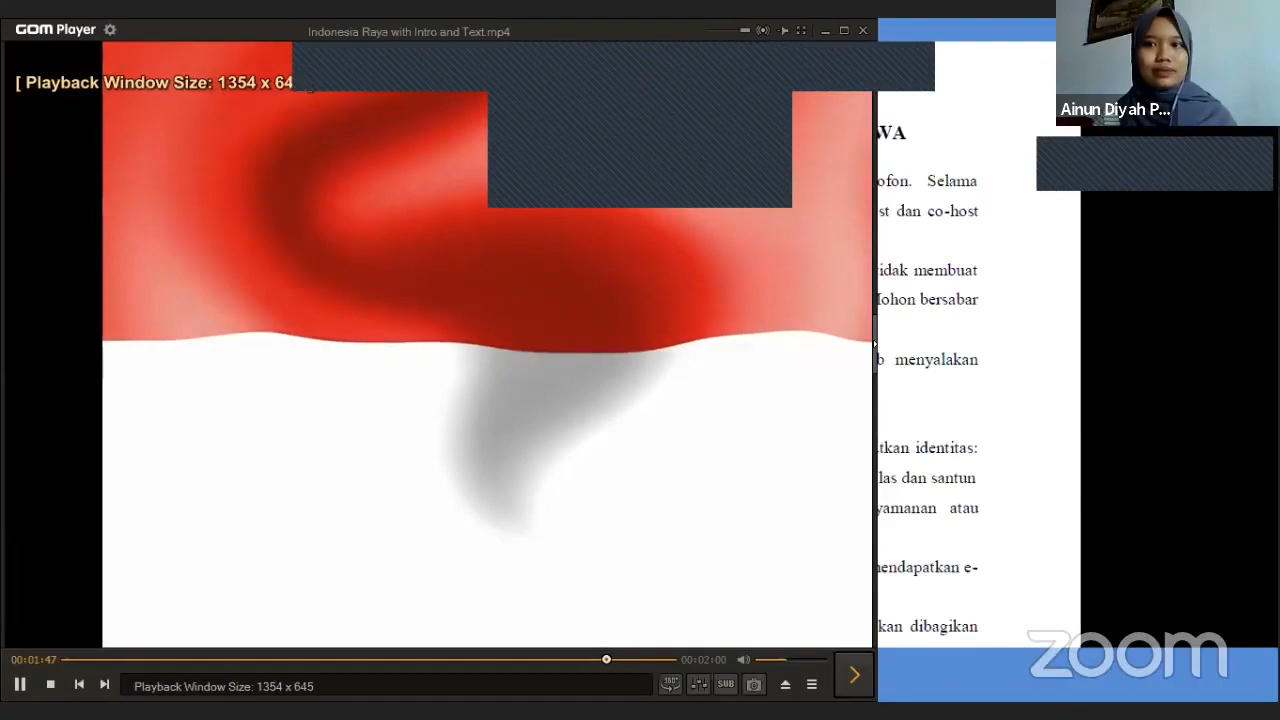 GOM Player
Indonesia Raya with Intro and Text.mp4
[ Playback Window Size: 1354 x 64
Ainun Diyah P...
WA
ofon. Selama
st dan co-host
idak membuat
Mohon bersabar
b menyalakan
tkan identitas:
las dan santun
yamanan atau
nendapatkan e-
kan dibagikan
zoom
00:01:47
00:02:00
Playback Window Size: 1354 x 645
360°
SUB